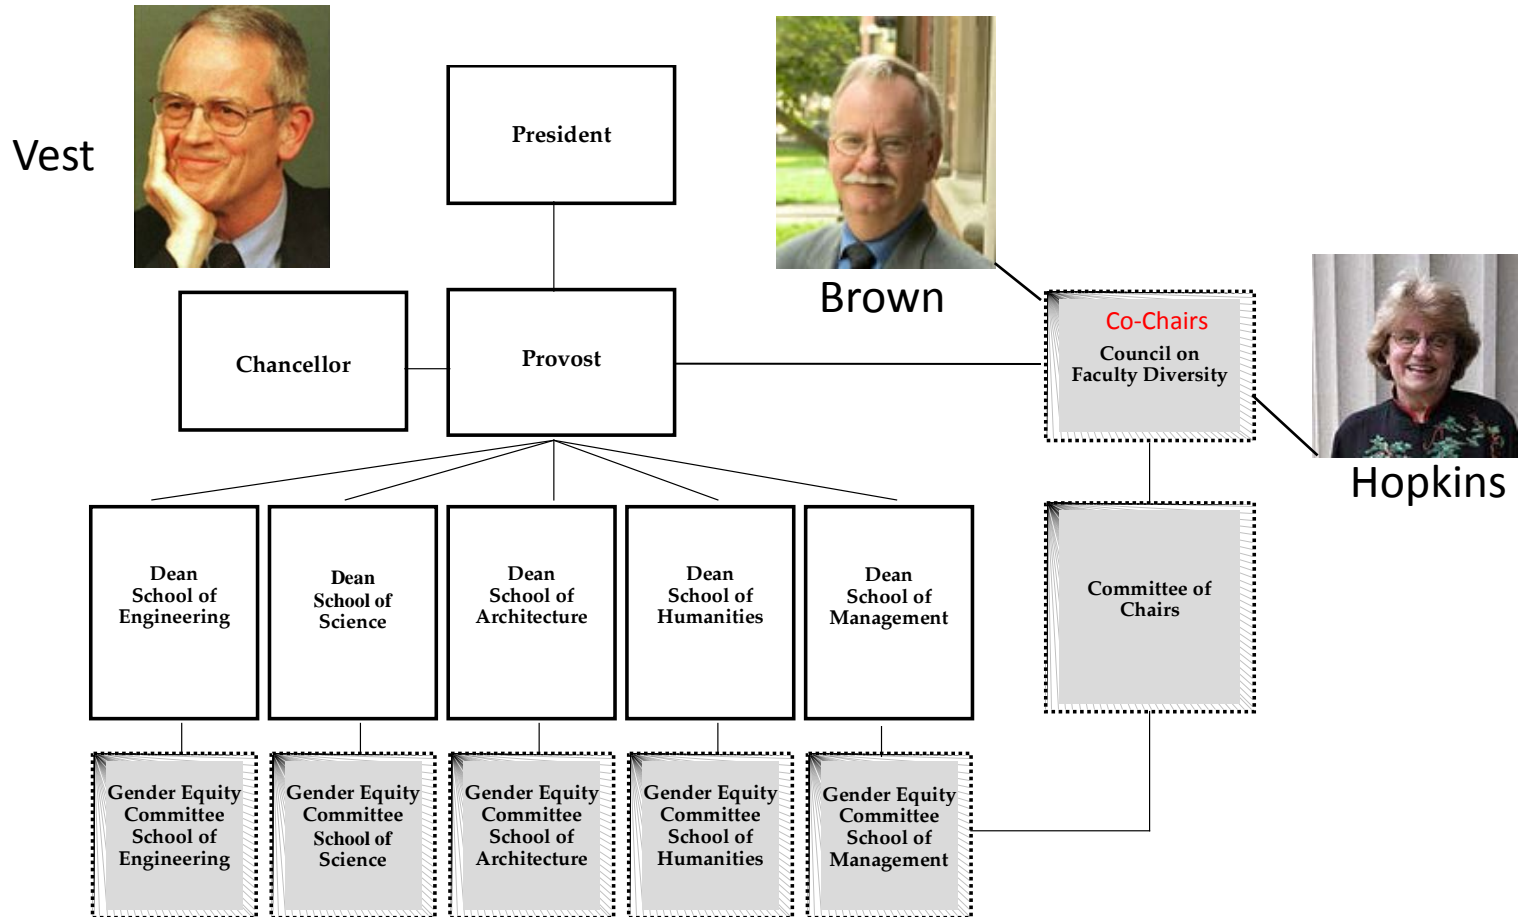 Vest
President
Brown
Hopkins
Chancellor
Provost
Co-Chairs
Council on
Faculty Diversity
Dean
School of
Engineering
Dean
School of
Science
Dean
School of
Architecture
Dean
School of
Humanities
Dean
School of
Management
Committee of
Chairs
Gender Equity
Committee
School of
Engineering
Gender Equity
Committee
School of
Science
Gender Equity
Committee
School of
Architecture
Gender Equity
Committee
School of
Humanities
Gender Equity
Committee
School of
Management